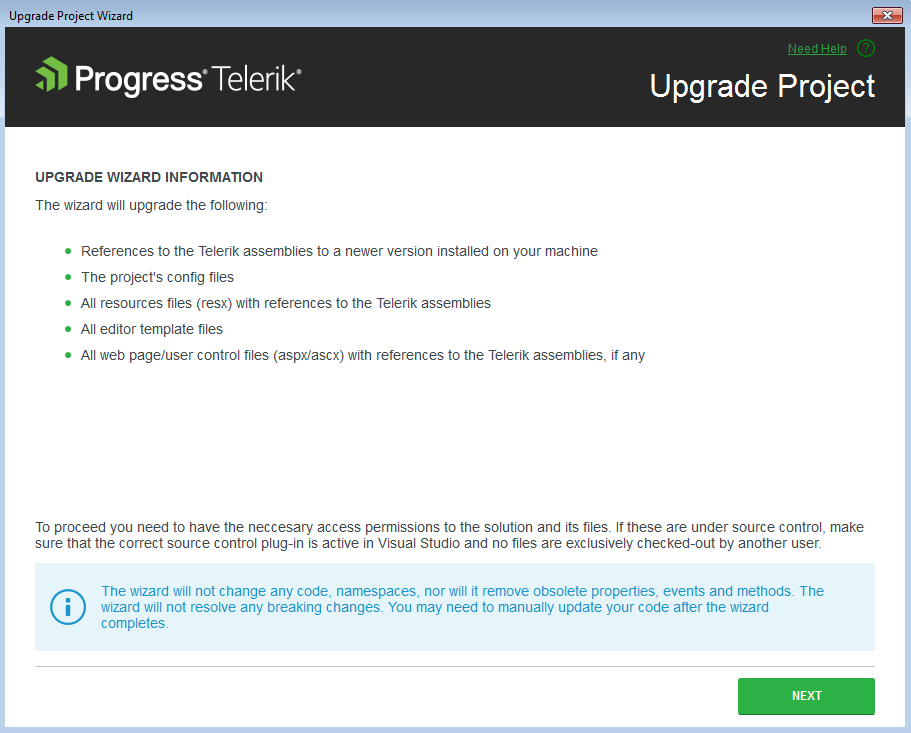 Upgrade Project Wizard
Need Help ?
Progress® Telerik®
Upgrade Project
UPGRADE WIZARD INFORMATION
The wizard will upgrade the following:
References to the Telerik assemblies to a newer version installed on your machine
The project's config files
All resources files (resx) with references to the Telerik assemblies
All editor template files
All web page/user control files (aspx/ascx) with references to the Telerik assemblies, if any
To proceed you need to have the neccesary access permissions to the solution and its files. If these are under source control, make
sure that the correct source control plug-in is active in Visual Studio and no files are exclusively checked-out by another user.
The wizard will not change any code, namespaces, nor will it remove obsolete properties, events and methods. The
wizard will not resolve any breaking changes. You may need to manually update your code after the wizard
completes.
NEXT